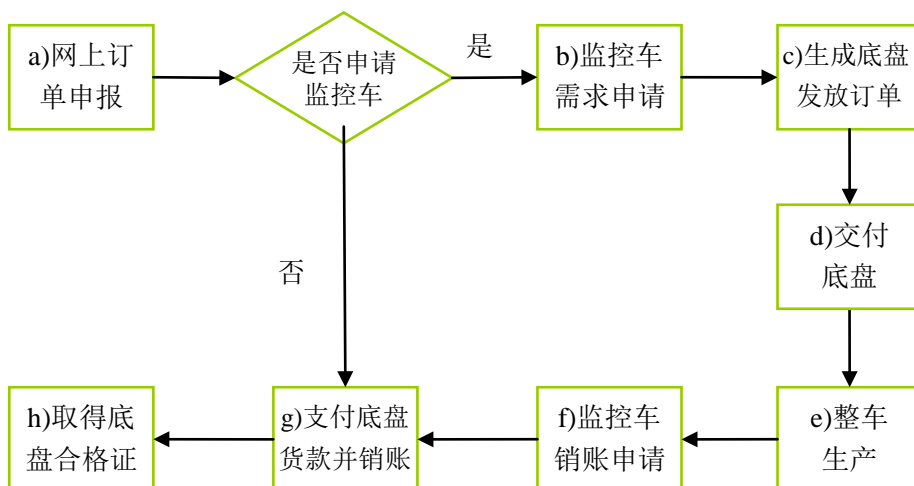 a)网上订
单申报
是否申请
监控车
是
b)监控车
需求申请
c)生成底盘
发放订单
d)交付
底盘
否
h)取得底
盘合格证
g)支付底盘
货款并销账
f)监控车
销账申请
e)整车
生产